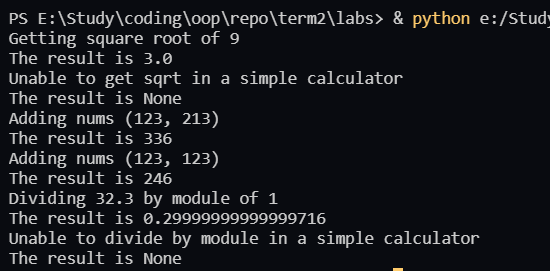 PS E:\Study\coding\oop\repo\term2\labs> & python e:/Study
Getting square root of 9
The result is 3.0
Unable to get sqrt in a simple calculator
The result is None
Adding nums (123, 213)
The result is 336
Adding nums (123, 123)
The result is 246
Dividing 32.3 by module of 1
The result is 0.29999999999999716
Unable to divide by module in a simple calculator
The result is None